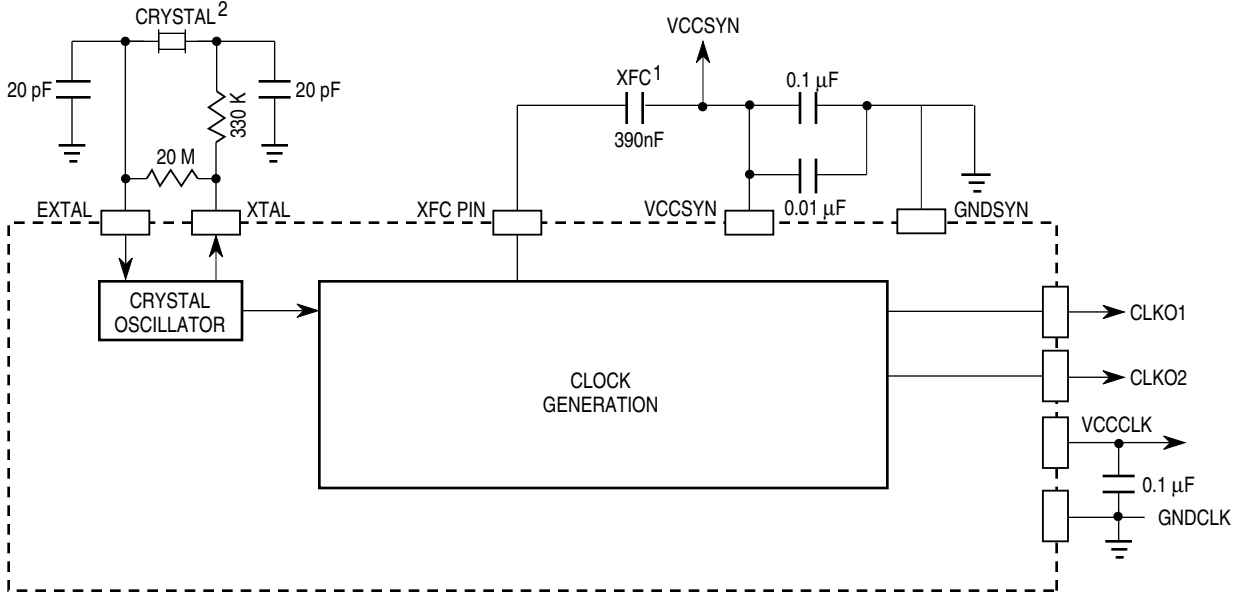 CRYSTAL2
20 pF
20 pF
330 K
20 M
VCCSYN
XFC1
390nF
0.1 µF
0.01 µF
EXTAL
XTAL
XFC PIN
VCCSYN
GNDSYN
CRYSTAL
OSCILLATOR
CLOCK
GENERATION
CLKO1
CLKO2
VCCCLK
0.1 µF
GNDCLK